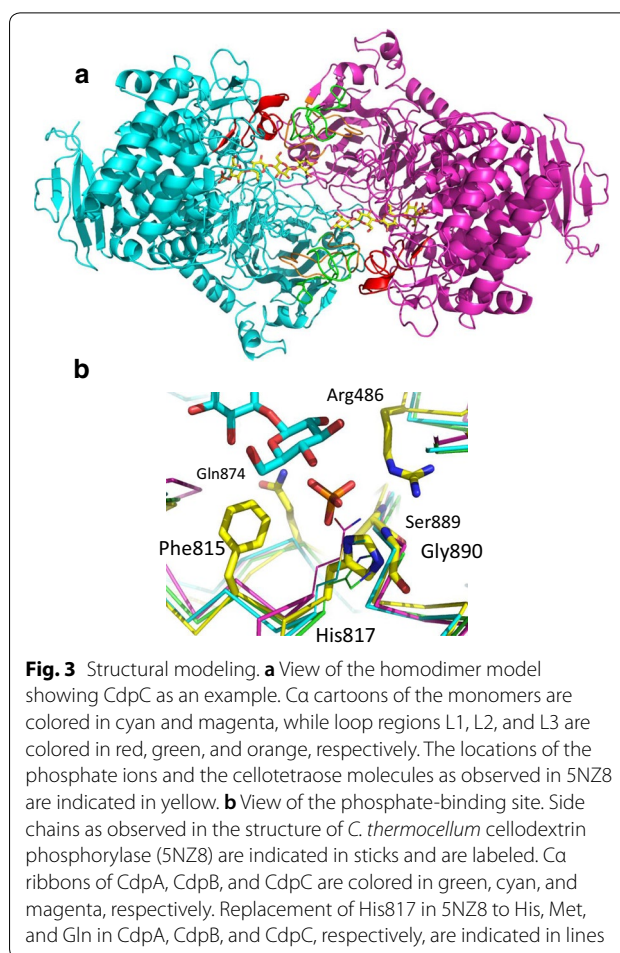 a
b
Arg486
Gln874
Ser889
Phe815
Gly890
His817
Fig. 3 Structural modeling. a View of the homodimer model
showing CdpC as an example. Cα cartoons of the monomers are
colored in cyan and magenta, while loop regions L1, L2, and L3 are
colored in red, green, and orange, respectively. The locations of the
phosphate ions and the cellotetraose molecules as observed in 5NZ8
are indicated in yellow. b View of the phosphate-binding site. Side
chains as observed in the structure of C. thermocellum cellodextrin
phosphorylase (5NZ8) are indicated in sticks and are labeled. Cα
ribbons of CdpA, CdpB, and CdpC are colored in green, cyan, and
magenta, respectively. Replacement of His817 in 5NZ8 to His, Met,
and Gln in CdpA, CdpB, and CdpC, respectively, are indicated in lines